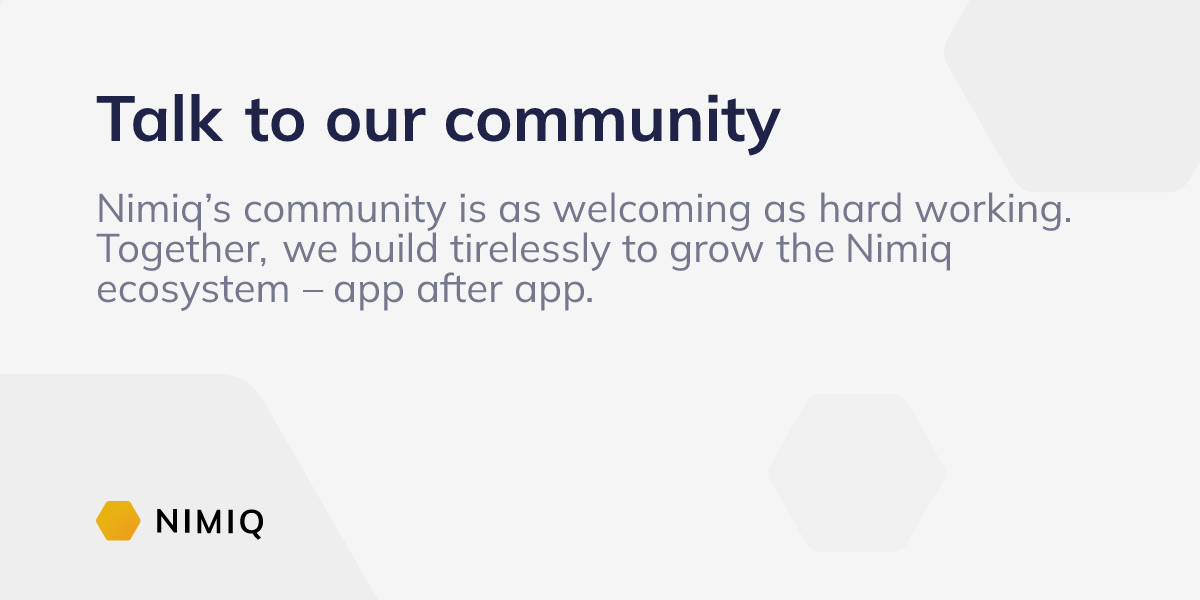 Talk to our community
Nimiq’s community is as welcoming as hard working.
Together, we build tirelessly to grow the Nimiq
ecosystem – app after app.
NIMIQ